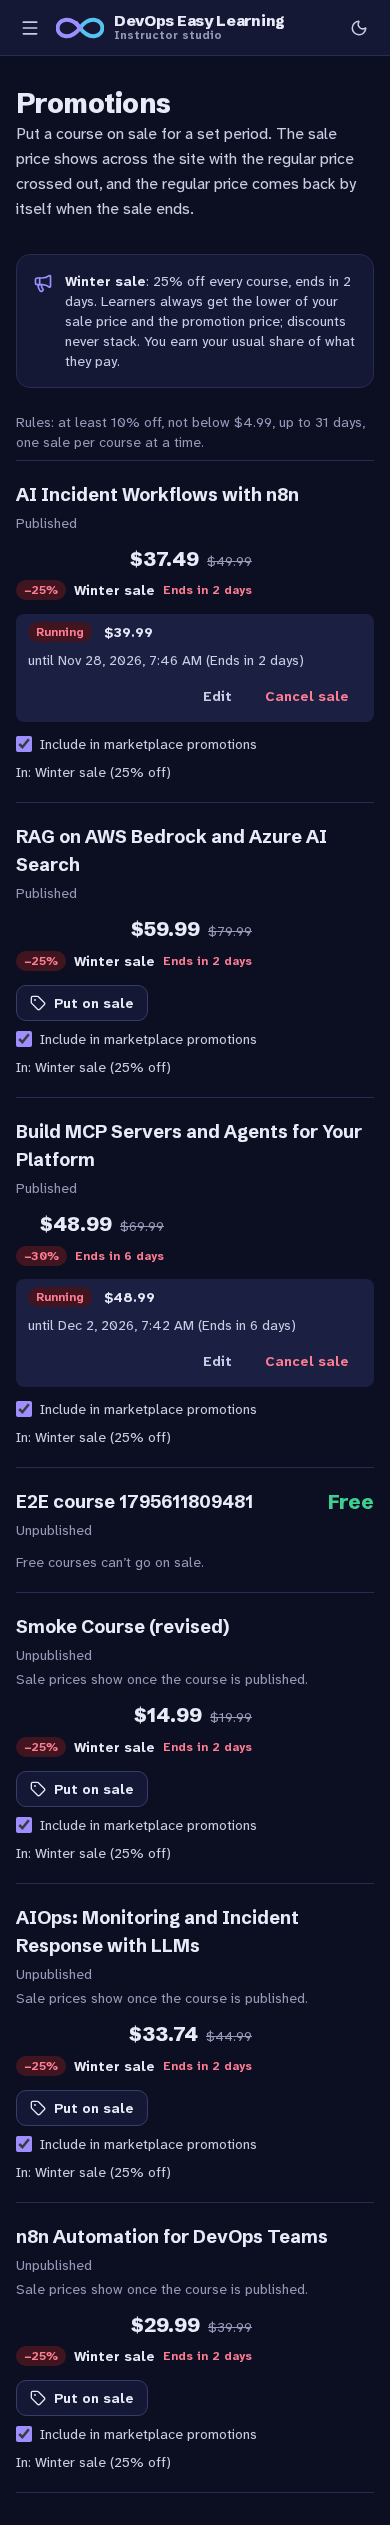 DevOps Easy Learning
Instructor studio
Promotions
Put a course on sale for a set period. The sale
price shows across the site with the regular price
crossed out, and the regular price comes back by
itself when the sale ends.
Winter sale: 25% off every course, ends in 2
days. Learners always get the lower of your
sale price and the promotion price; discounts
never stack. You earn your usual share of what
they pay.
Rules: at least 10% off, not below $4.99, up to 31 days,
one sale per course at a time.
AI Incident Workflows with n8n
Published
$37.49 $49.99
−25% Winter sale Ends in 2 days
Running $39.99
until Nov 28, 2026, 7:46 AM (Ends in 2 days)
Edit Cancel sale
Include in marketplace promotions
In: Winter sale (25% off)
RAG on AWS Bedrock and Azure AI
Search
Published
$59.99 $79.99
−25% Winter sale Ends in 2 days
Put on sale
Include in marketplace promotions
In: Winter sale (25% off)
Build MCP Servers and Agents for Your
Platform
Published
$48.99 $69.99
−30% Ends in 6 days
Running $48.99
until Dec 2, 2026, 7:42 AM (Ends in 6 days)
Edit Cancel sale
Include in marketplace promotions
In: Winter sale (25% off)
E2E course 1795611809481 Free
Unpublished
Free courses can't go on sale.
Smoke Course (revised)
Unpublished
Sale prices show once the course is published.
$14.99 $19.99
−25% Winter sale Ends in 2 days
Put on sale
Include in marketplace promotions
In: Winter sale (25% off)
AIOps: Monitoring and Incident
Response with LLMs
Unpublished
Sale prices show once the course is published.
$33.74 $44.99
−25% Winter sale Ends in 2 days
Put on sale
Include in marketplace promotions
In: Winter sale (25% off)
n8n Automation for DevOps Teams
Unpublished
Sale prices show once the course is published.
$29.99 $39.99
−25% Winter sale Ends in 2 days
Put on sale
Include in marketplace promotions
In: Winter sale (25% off)